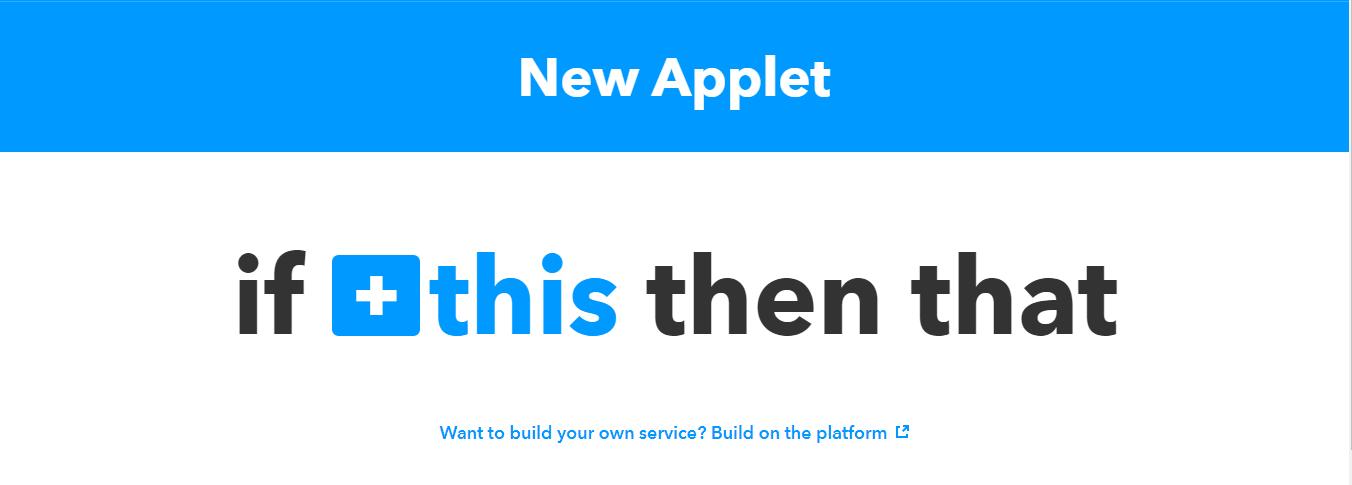 New Applet
if +this then that
Want to build your own service? Build on the platform